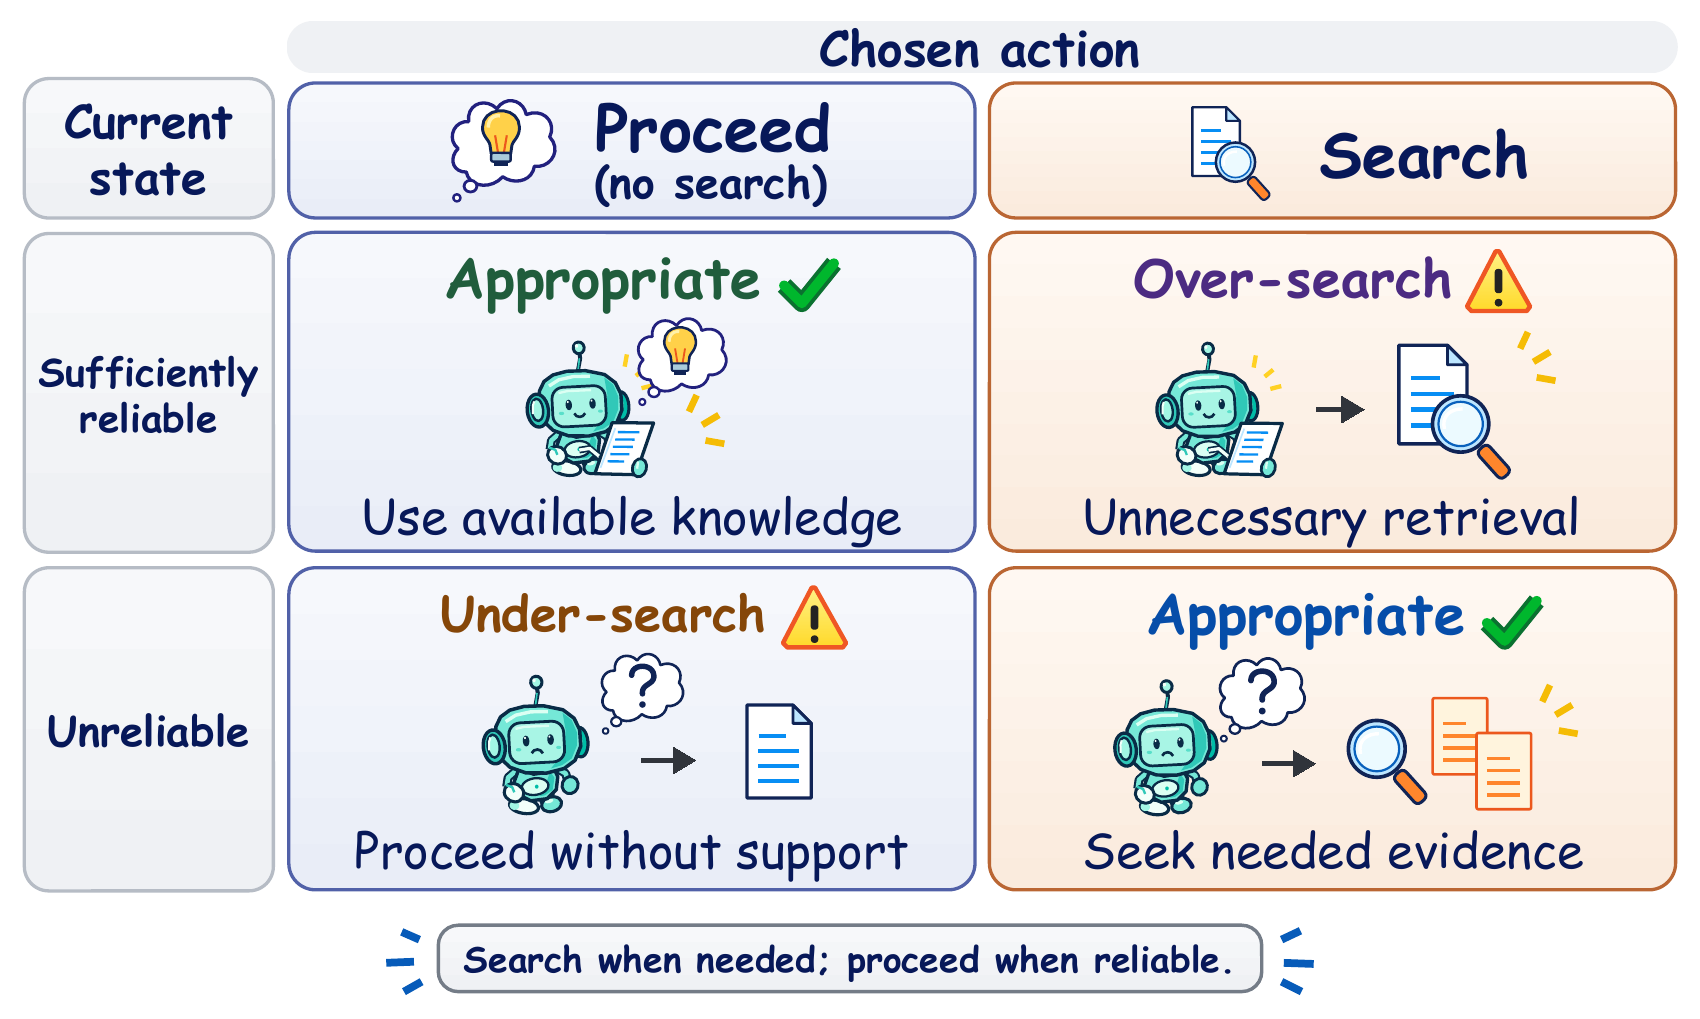 Chosen action
Current
state
Proceed
(no search)
Search
Sufficiently
reliable
Appropriate
Use available knowledge
Over-search
Unnecessary retrieval
Unreliable
Under-search
?
Proceed without support
Appropriate
?
Seek needed evidence
Search when needed; proceed when reliable.